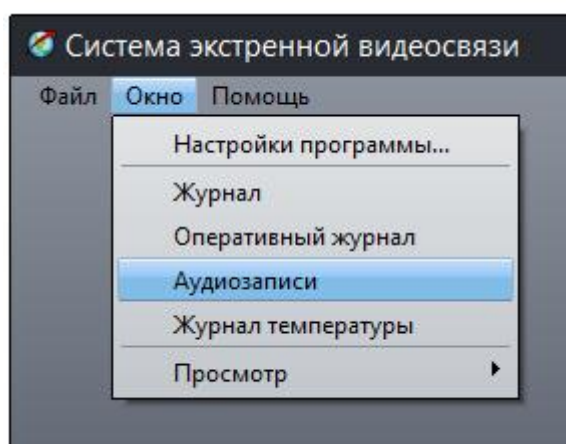 Система экстренной видеосвязи
Файл Окно Помощь
Настройки программы...
Журнал
Оперативный журнал
Аудиозаписи
Журнал температуры
Просмотр